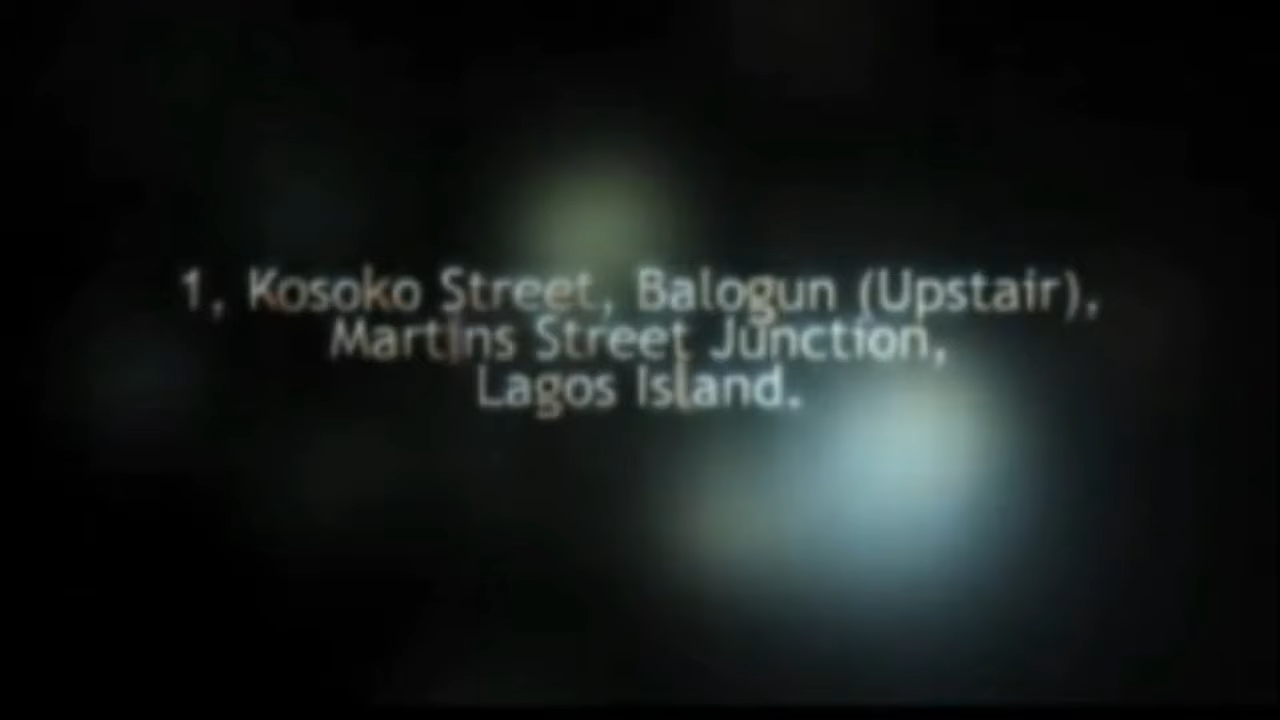 1, Kosoko Street, Balogun (Upstair),
Martins Street Junction,
Lagos Island.